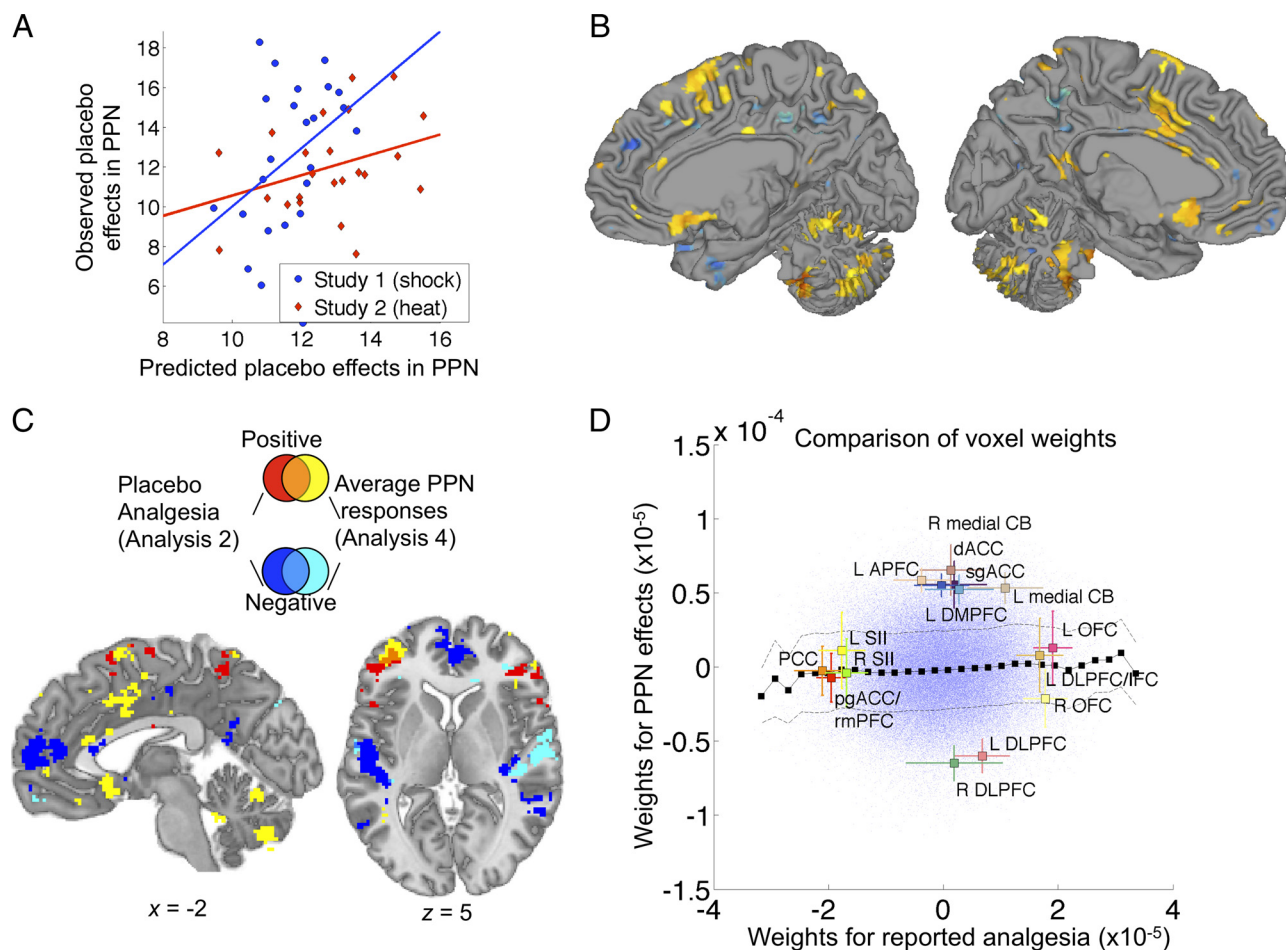 A
Observed placebo
effects in PPN
18
16
14
12
10
8
6
Study 1 (shock)
Study 2 (heat)
8
10
12
14
16
Predicted placebo effects in PPN
B
C
Positive
Placebo
Analgesia
(Analysis 2)
Average PPN
responses
(Analysis 4)
Negative
x = -2
z = 5
D
x 10⁻⁴
Comparison of voxel weights
Weights for PPN effects (x10⁻⁵)
1.5
1
0.5
0
-0.5
-1
-1.5
R medial CB
dACC
L APFC
sgACC
L DMPFC
L medial CB
L SII
L OFC
PCC
R SII
L DLPFC/IFC
pgACC/
rmPFC
R OFC
L DLPFC
R DLPFC
-4
-2
0
2
4
Weights for reported analgesia (x10⁻⁵)